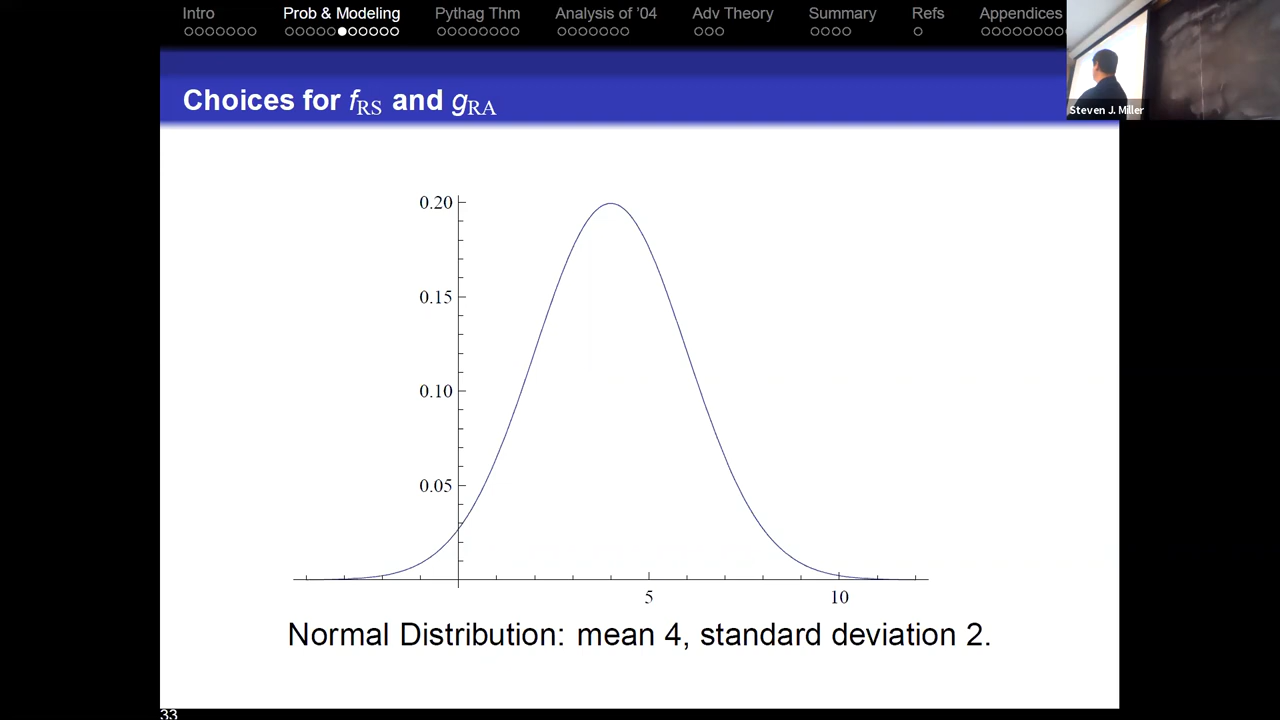 Intro Prob & Modeling Pythag Thm Analysis of '04 Adv Theory Summary Refs Appendices
Steven J. Miller
Choices for fRS and gRA
0.20
0.15
0.10
0.05
5 10
Normal Distribution: mean 4, standard deviation 2.
33